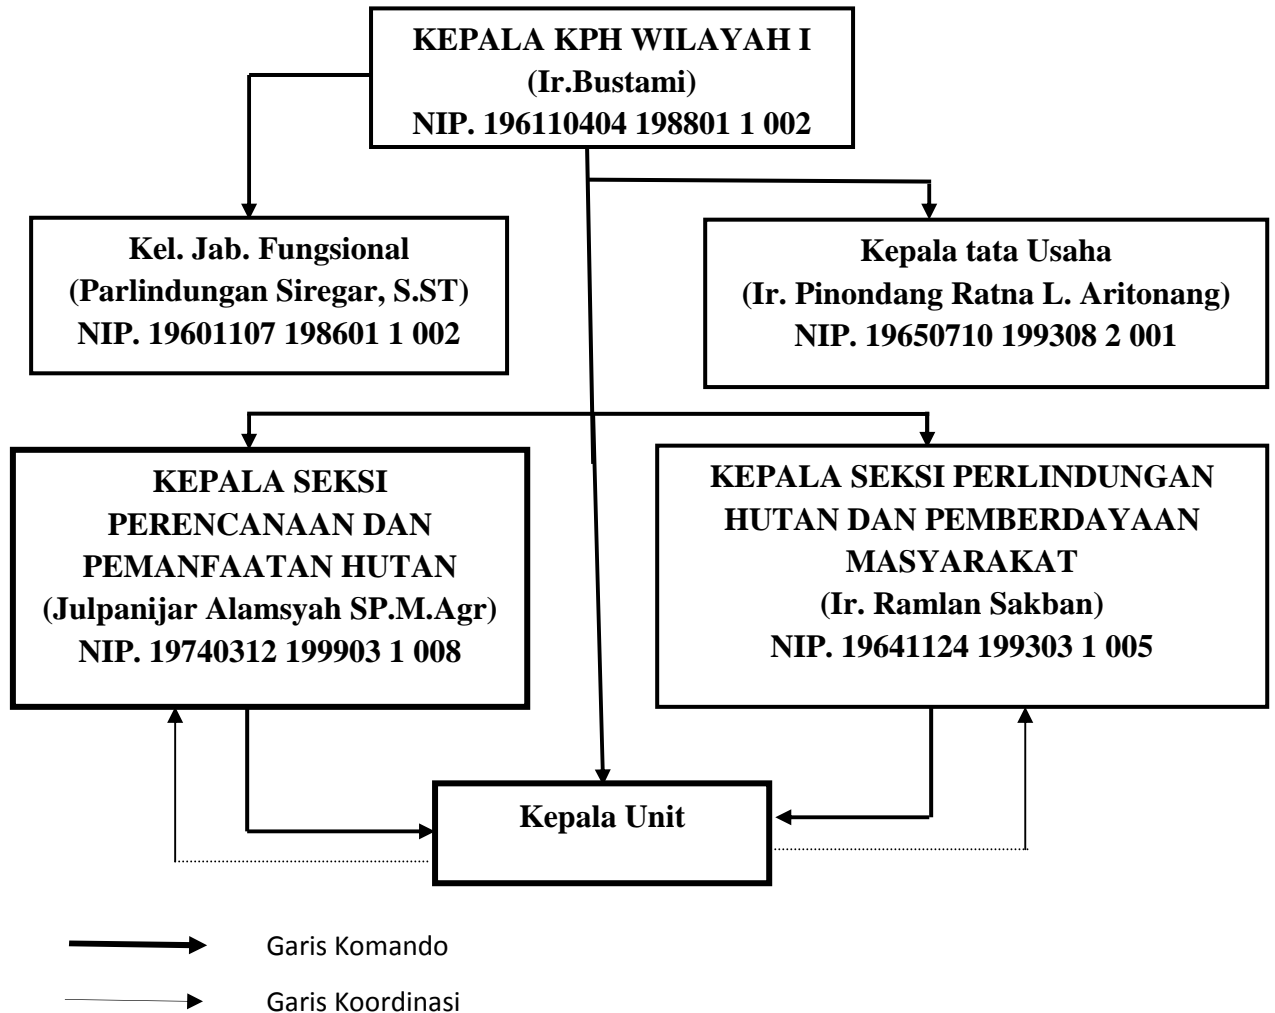 KEPALA KPH WILAYAH I
(Ir.Bustami)
NIP. 196110404 198801 1 002
Kel. Jab. Fungsional
(Parlindungan Siregar, S.ST)
NIP. 19601107 198601 1 002
Kepala tata Usaha
(Ir. Pinondang Ratna L. Aritonang)
NIP. 19650710 199308 2 001
KEPALA SEKSI
PERENCANAAN DAN
PEMANFAATAN HUTAN
(Julpanijar Alamsyah SP.M.Agr)
NIP. 19740312 199903 1 008
KEPALA SEKSI PERLINDUNGAN
HUTAN DAN PEMBERDAYAAN
MASYARAKAT
(Ir. Ramlan Sakban)
NIP. 19641124 199303 1 005
Kepala Unit
Garis Komando
Garis Koordinasi